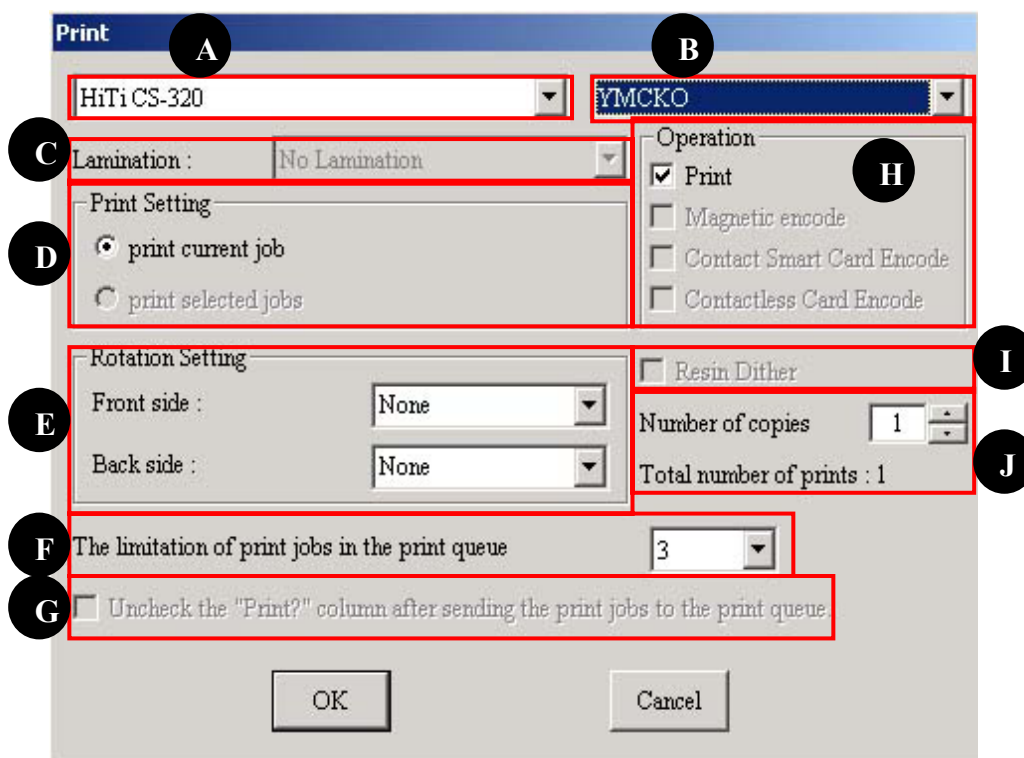 Print
A
B
HiTi CS-320
YMCKO
C
Lamination :
No Lamination
Operation
H
Print
Magnetic encode
Contact Smart Card Encode
Contactless Card Encode
D
Print Setting
print current job
print selected jobs
E
Rotation Setting
Front side :
None
Back side :
None
I
Resin Dither
Number of copies
1
J
Total number of prints : 1
F
The limitation of print jobs in the print queue
3
G
Uncheck the "Print?" column after sending the print jobs to the print queue.
OK
Cancel